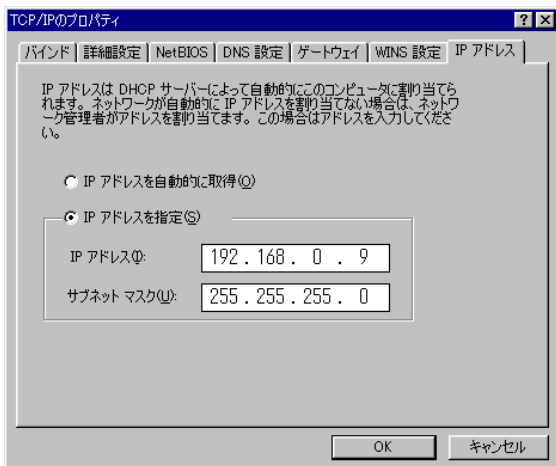 TCP/IPのプロパティ
バインド 詳細設定 NetBIOS DNS 設定 ゲートウェイ WINS 設定 IP アドレス
IP アドレスは DHCP サーバーによって自動的にこのコンピュータに割り当てら
れます。ネットワークが自動的に IP アドレスを割り当てない場合は、ネットワ
ーク管理者がアドレスを割り当てます。この場合はアドレスを入力してくださ
い。
IP アドレスを自動的に取得(O)
IP アドレスを指定(S)
IP アドレス(I): 192.168.0.9
サブネット マスク(U): 255.255.255.0
OK キャンセル